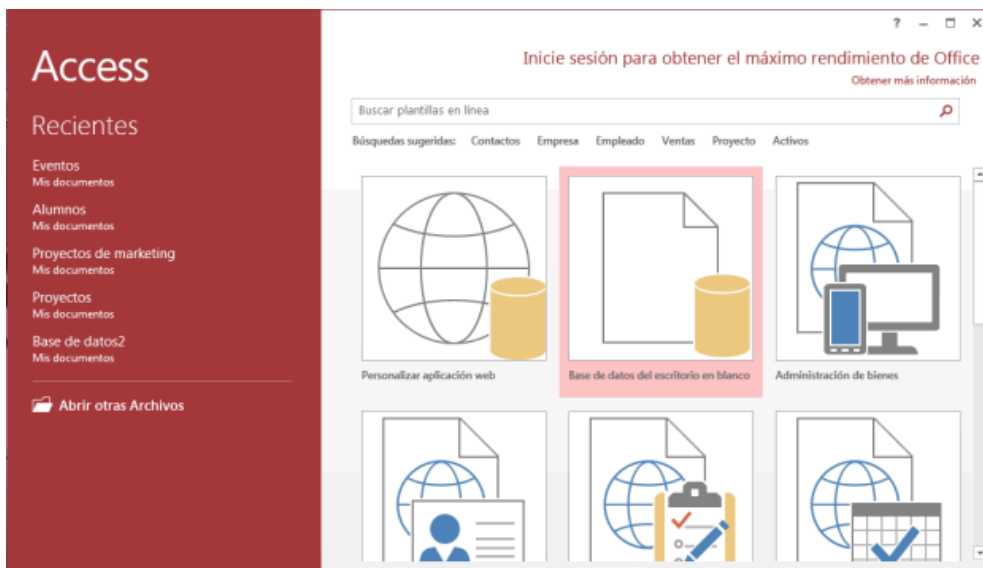 ?
Access
Inicie sesión para obtener el máximo rendimiento de Office
Obtener más información
Buscar plantillas en línea
Búsquedas sugeridas: Contactos Empresa Empleado Ventas Proyecto Activos
Recientes
Eventos
Mis documentos
Alumnos
Mis documentos
Proyectos de marketing
Mis documentos
Proyectos
Mis documentos
Base de datos2
Mis documentos
Abrir otras Archivos
Personalizar aplicación web
Base de datos del escritorio en blanco
Administración de bienes